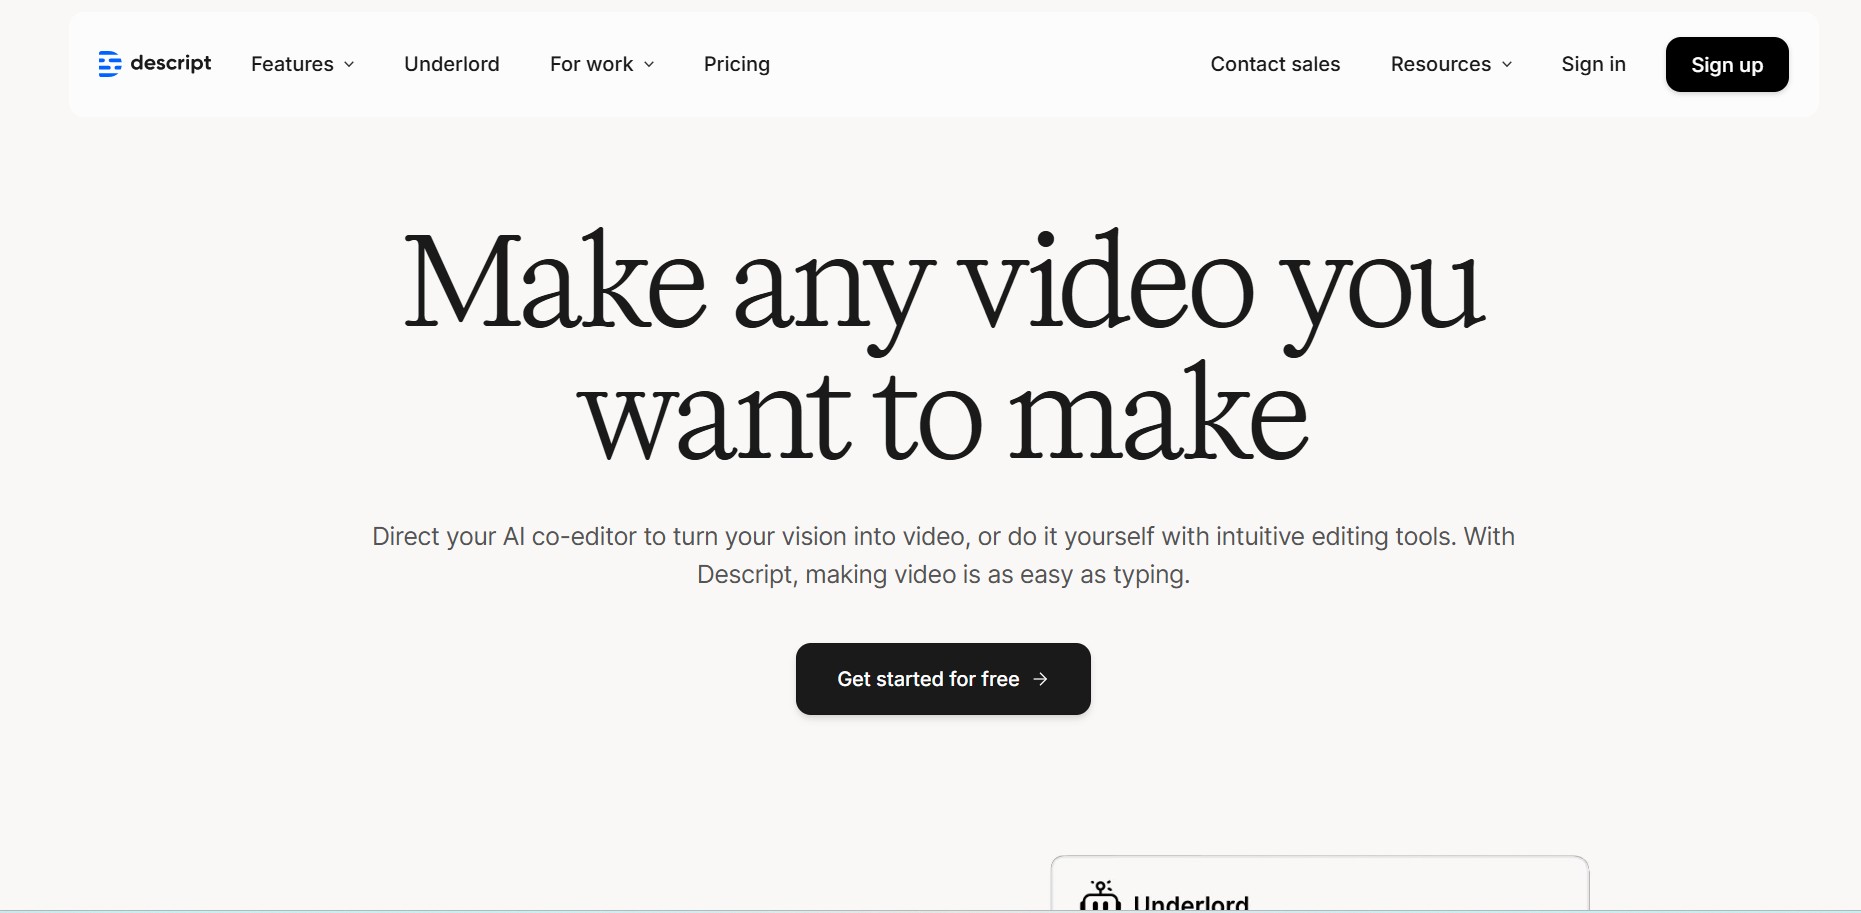 descript Features Underlord For work Pricing Contact sales Resources Sign in Sign up
Make any video you
want to make
Direct your AI co-editor to turn your vision into video, or do it yourself with intuitive editing tools. With
Descript, making video is as easy as typing.
Get started for free →
Underlord